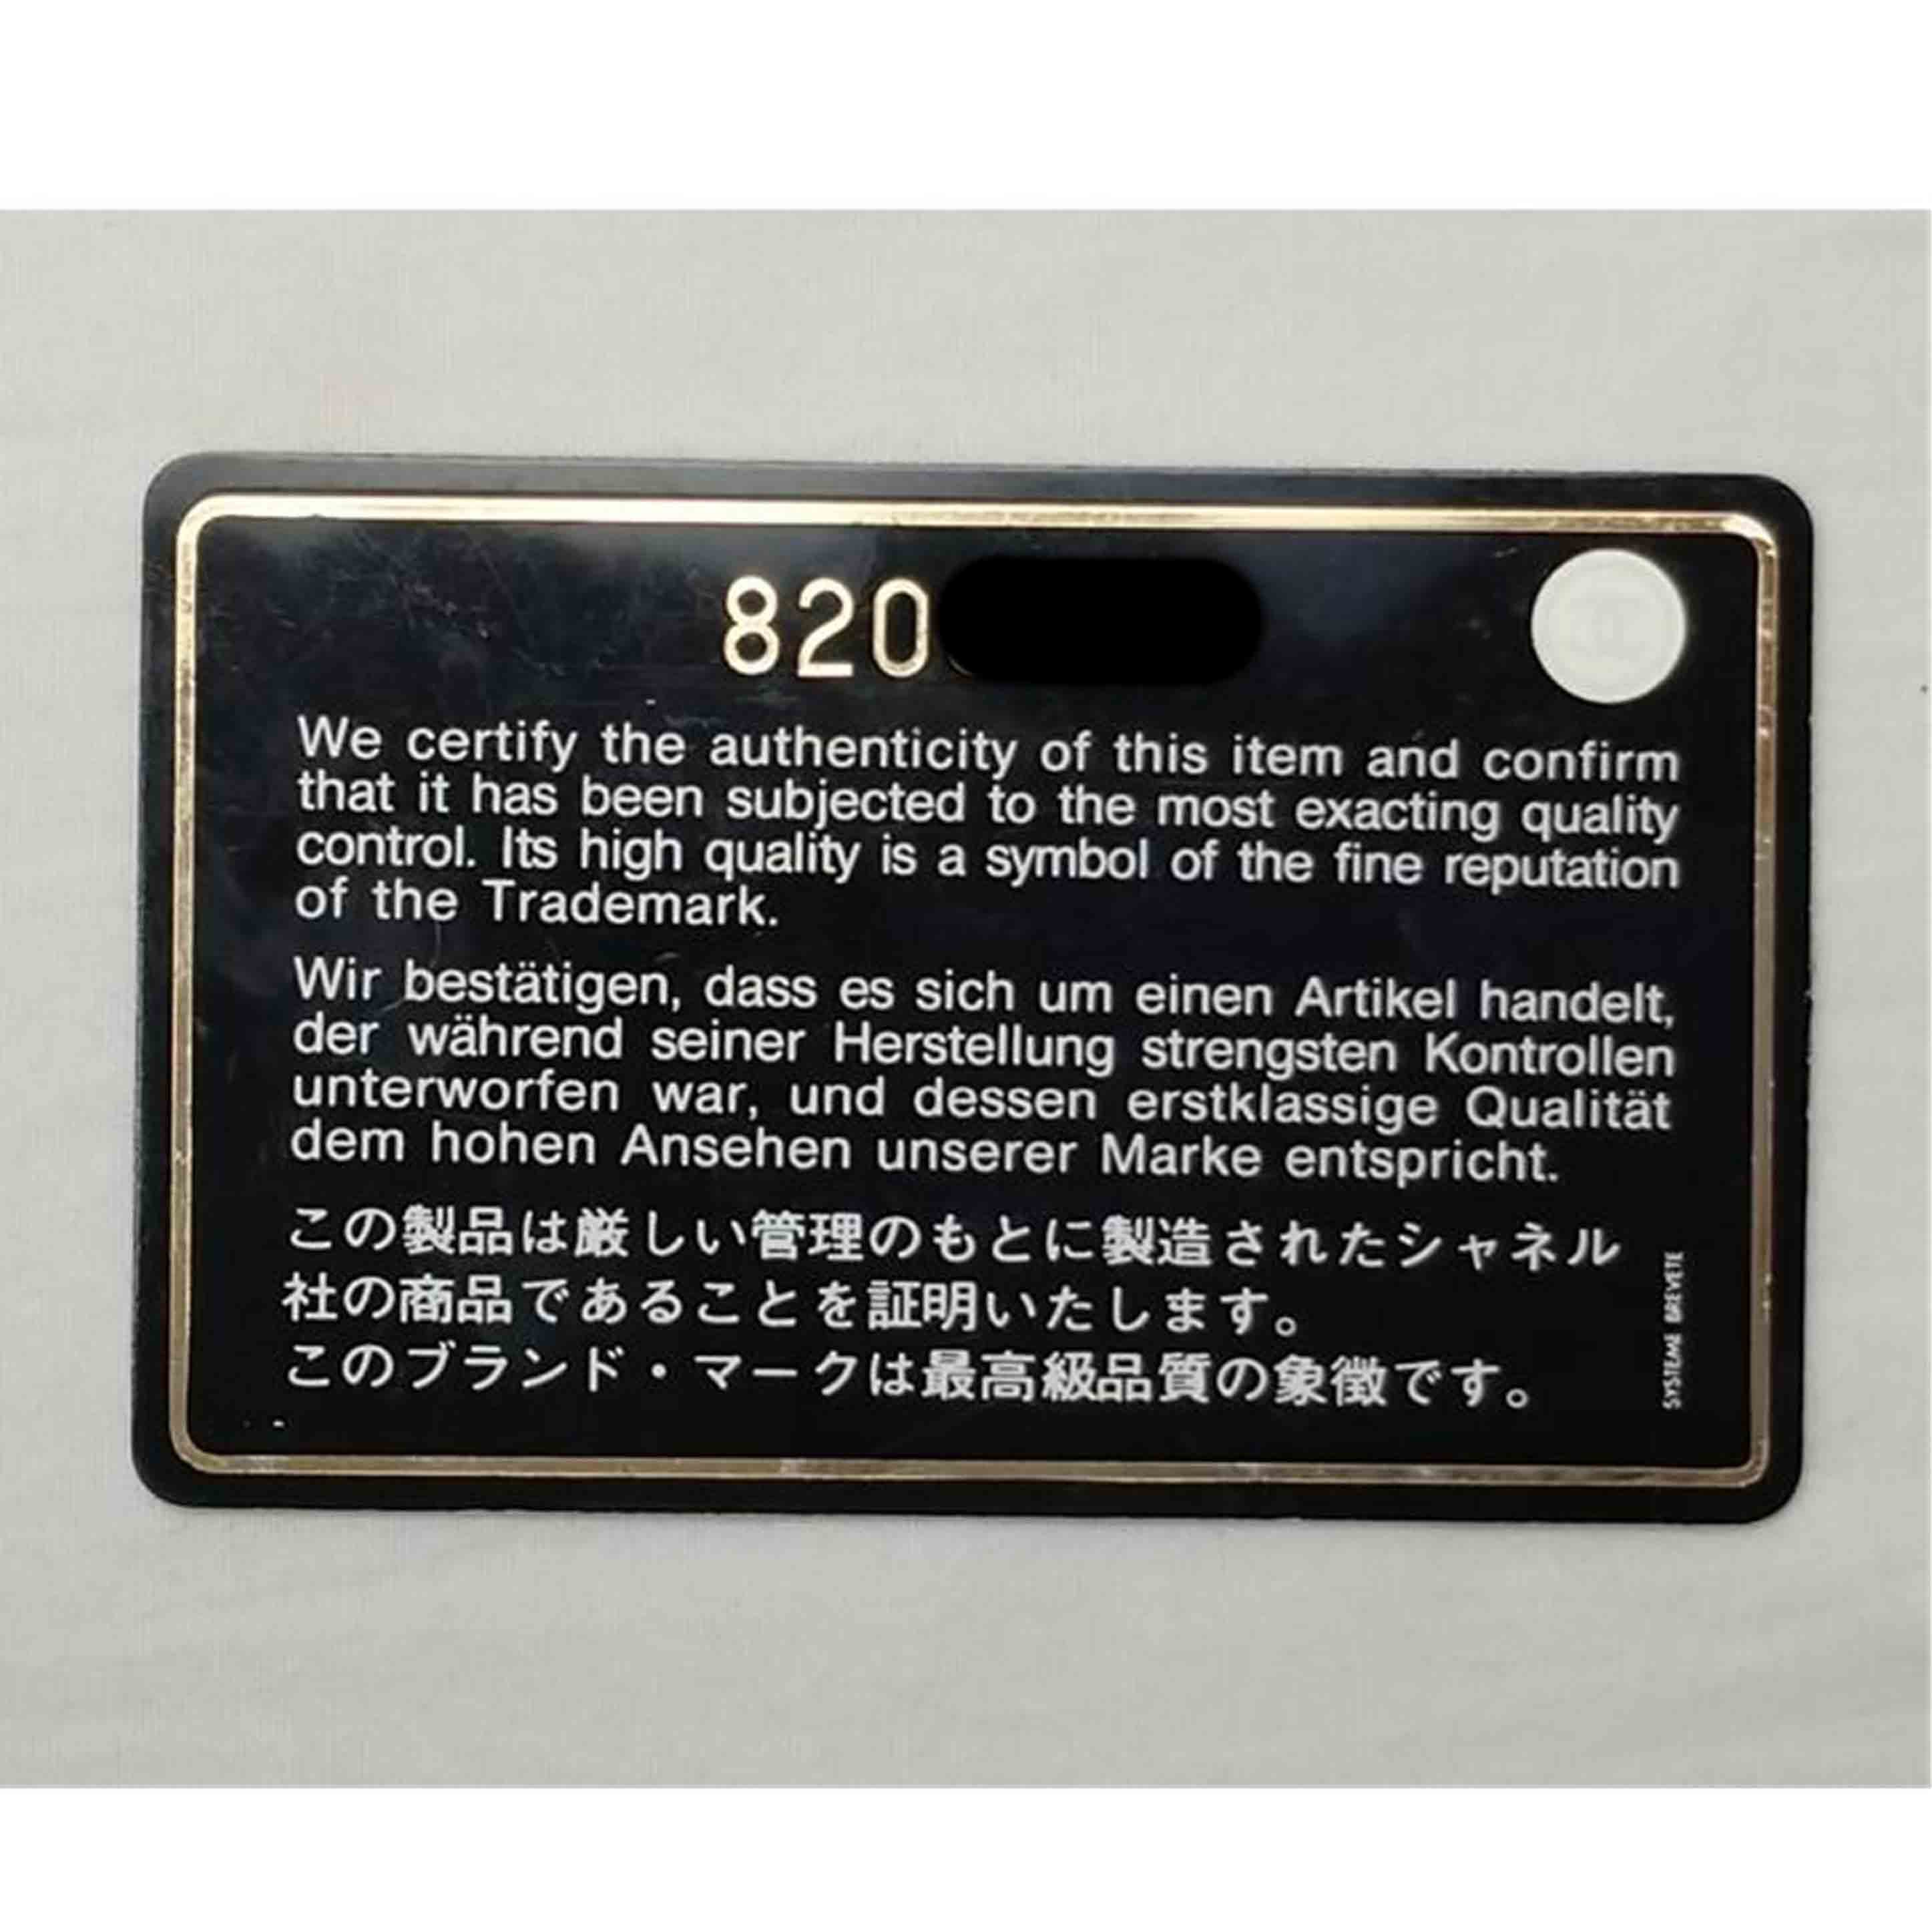 820
We certify the authenticity of this item and confirm
that it has been subjected to the most exacting quality
control. Its high quality is a symbol of the fine reputation
of the Trademark.
Wir bestätigen, dass es sich um einen Artikel handelt,
der während seiner Herstellung strengsten Kontrollen
unterworfen war, und dessen erstklassige Qualität
dem hohen Ansehen unserer Marke entspricht.
この製品は厳しい管理のもとに製造されたシャネル
社の商品であることを証明いたします。
このブランド・マークは最高級品質の象徴です。
SYSTEME BREVETE